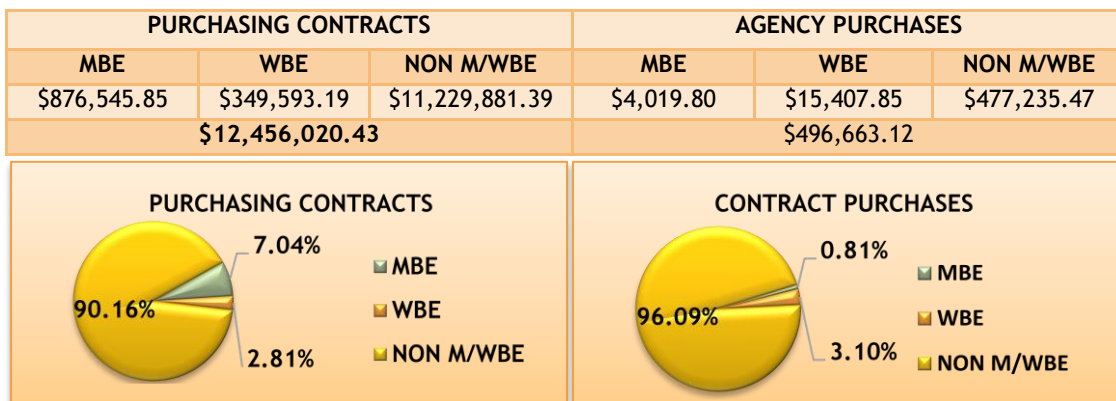 PURCHASING CONTRACTS AGENCY PURCHASES
MBE WBE NON M/WBE MBE WBE NON M/WBE
$876,545.85 $349,593.19 $11,229,881.39 $4,019.80 $15,407.85 $477,235.47
$12,456,020.43 $496,663.12
PURCHASING CONTRACTS
7.04%
MBE
90.16%
WBE
2.81%
NON M/WBE
CONTRACT PURCHASES
0.81%
MBE
96.09%
WBE
3.10%
NON M/WBE